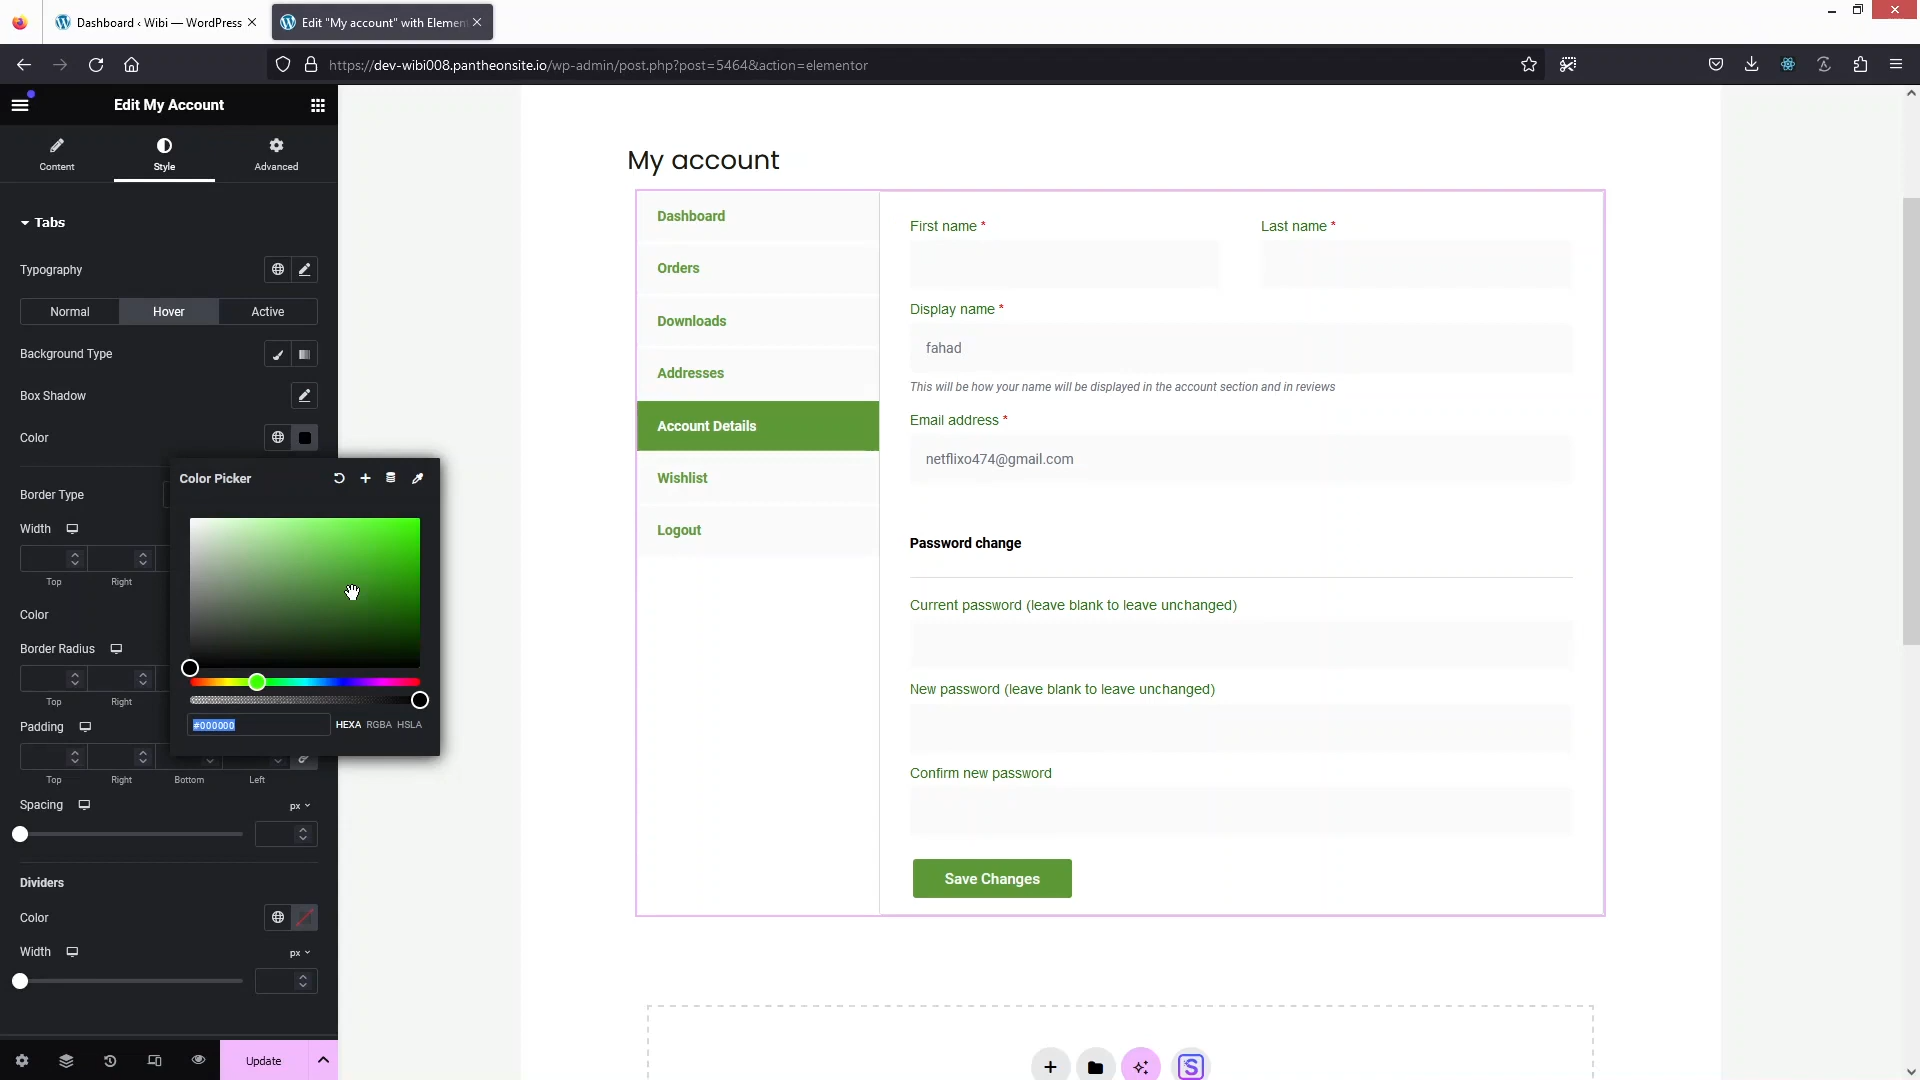 Dashboard ‹ Wibi — WordPress
Edit "My account" with Elemen
https://dev-wibi008.pantheonsite.io/wp-admin/post.php?post=5464&action=elementor
Edit My Account
Content
Style
Advanced
Tabs
Typography
Normal
Hover
Active
Background Type
Box Shadow
Color
Color Picker
Border Type
Width
Top
Right
Color
Border Radius
Top
Right
#000000
HEXA
RGBA
HSLA
Padding
Top
Right
Bottom
Left
Spacing
px
Dividers
Color
Width
px
Update
My account
Dashboard
Orders
Downloads
Addresses
Account Details
Wishlist
Logout
First name *
Last name *
Display name *
fahad
This will be how your name will be displayed in the account section and in reviews
Email address *
netflixo474@gmail.com
Password change
Current password (leave blank to leave unchanged)
New password (leave blank to leave unchanged)
Confirm new password
Save Changes